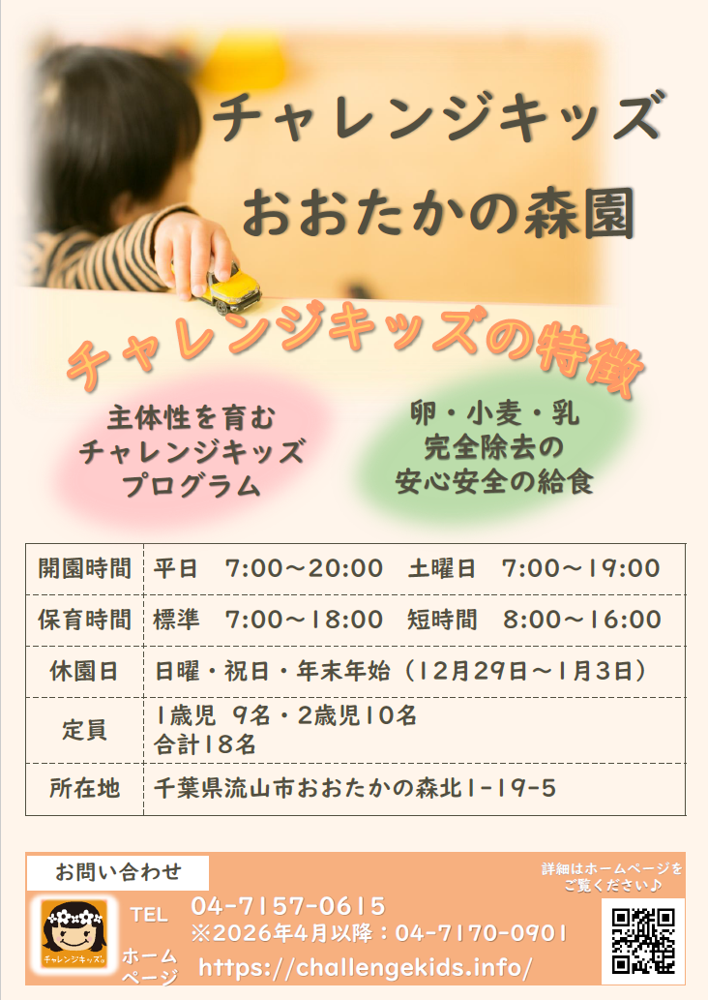 チャレンジキッズ
おおたかの森園
チャレンジキッズの特徴
主体性を育む
チャレンジキッズ
プログラム
卵・小麦・乳
完全除去の
安心安全の給食
開園時間 平日 7:00～20:00 土曜日 7:00～19:00
保育時間 標準 7:00～18:00 短時間 8:00～16:00
休園日 日曜・祝日・年末年始（12月29日～1月3日）
定員 1歳児 9名・2歳児10名
合計18名
所在地 千葉県流山市おおたかの森北1-19-5
お問い合わせ
詳細はホームページを
ご覧ください♪
チャレンジキッズ
TEL 04-7157-0615
※2026年4月以降：04-7170-0901
ホーム
ページ https://challengekids.info/